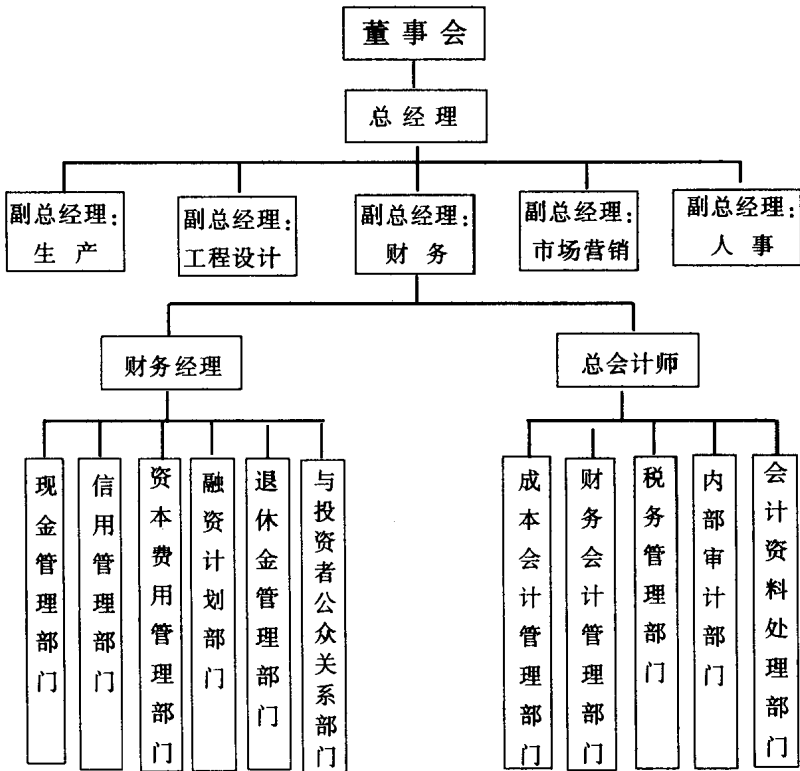 董事会
总经理
副总经理：
生产
副总经理：
工程设计
副总经理：
财务
副总经理：
市场营销
副总经理：
人事
财务经理
总会计师
现金管理部门
信用管理部门
资本费用管理部门
融资计划部门
退休金管理部门
与投资者公众关系部门
成本会计管理部门
财务会计管理部门
税务管理部门
内部审计部门
会计资料处理部门